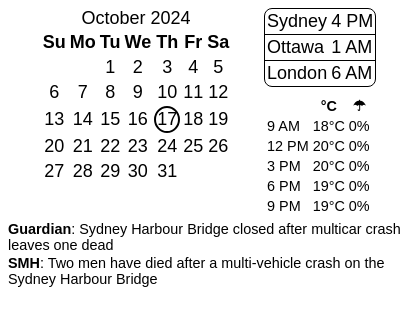 October 2024
Su Mo Tu We Th Fr Sa
1 2 3 4 5
6 7 8 9 10 11 12
13 14 15 16 17 18 19
20 21 22 23 24 25 26
27 28 29 30 31
Sydney 4 PM
Ottawa 1 AM
London 6 AM
°C ☂
9 AM 18°C 0%
12 PM 20°C 0%
3 PM 20°C 0%
6 PM 19°C 0%
9 PM 19°C 0%
Guardian: Sydney Harbour Bridge closed after multicar crash
leaves one dead
SMH: Two men have died after a multi-vehicle crash on the
Sydney Harbour Bridge